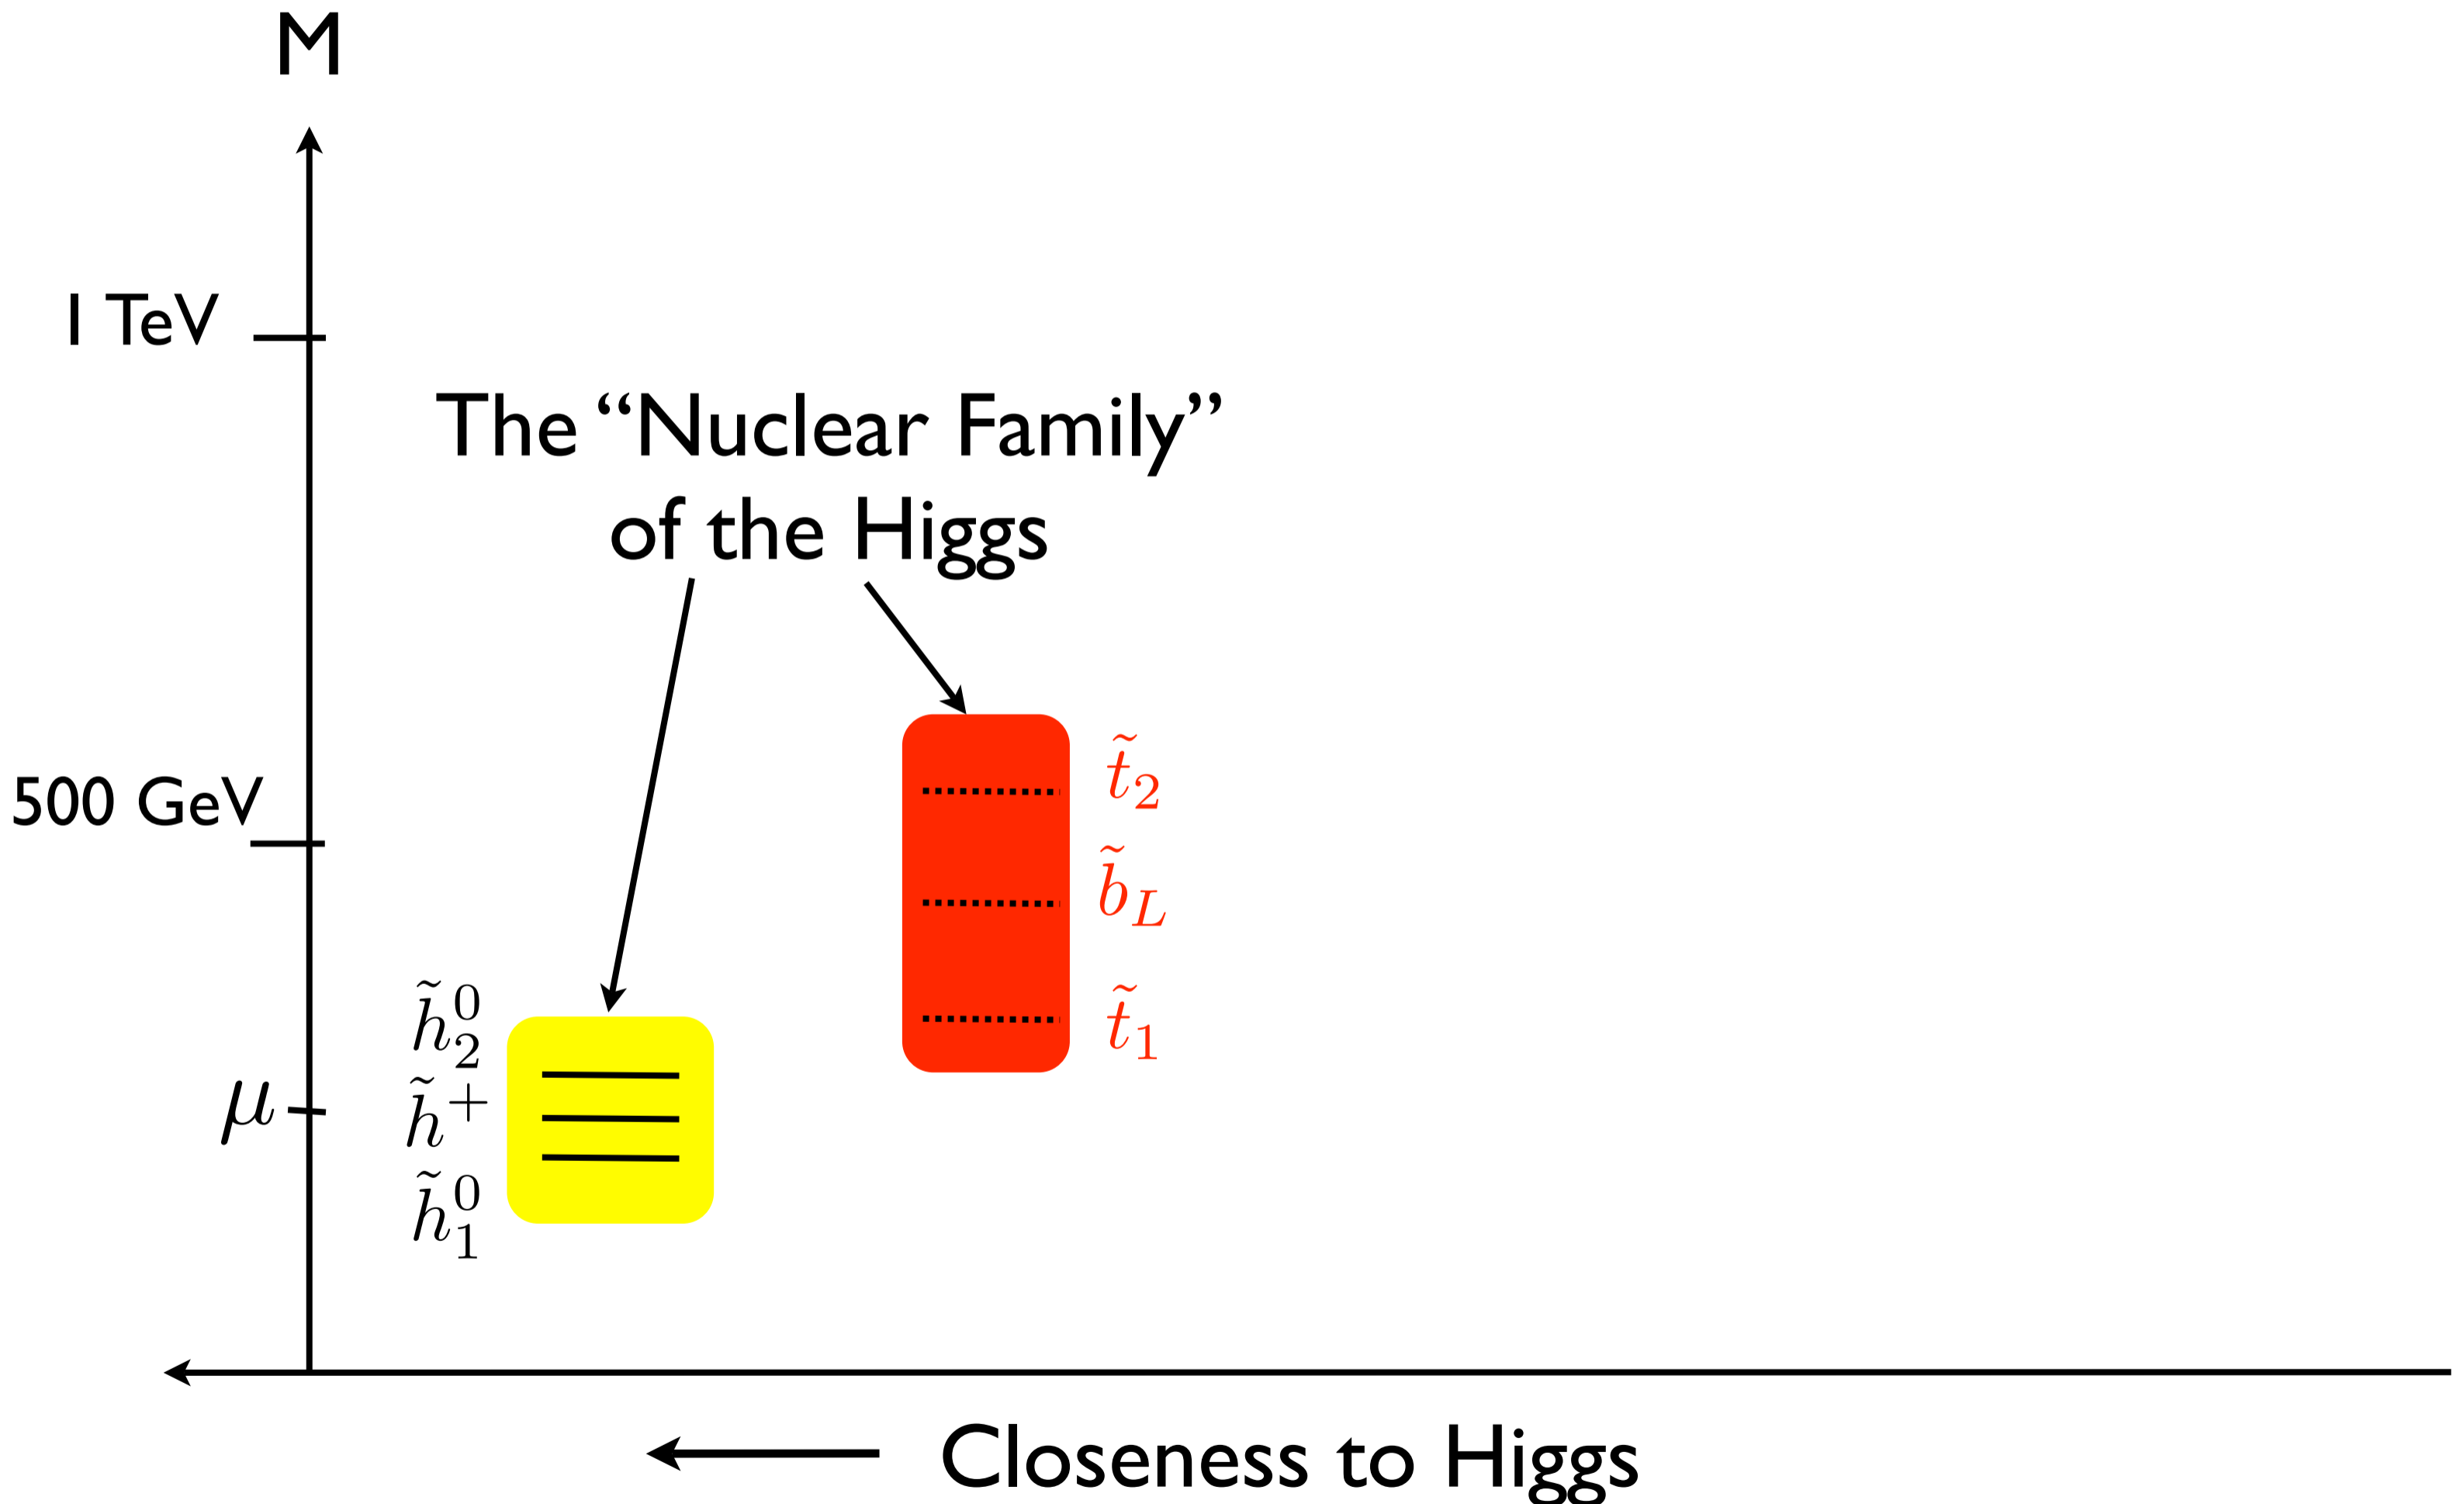 M
1 TeV
The “Nuclear Family”
of the Higgs
500 GeV
t̃₂
b̃_L
t̃₁
h̃⁰₂
h̃⁺
μ
h̃⁰₁
Closeness to Higgs